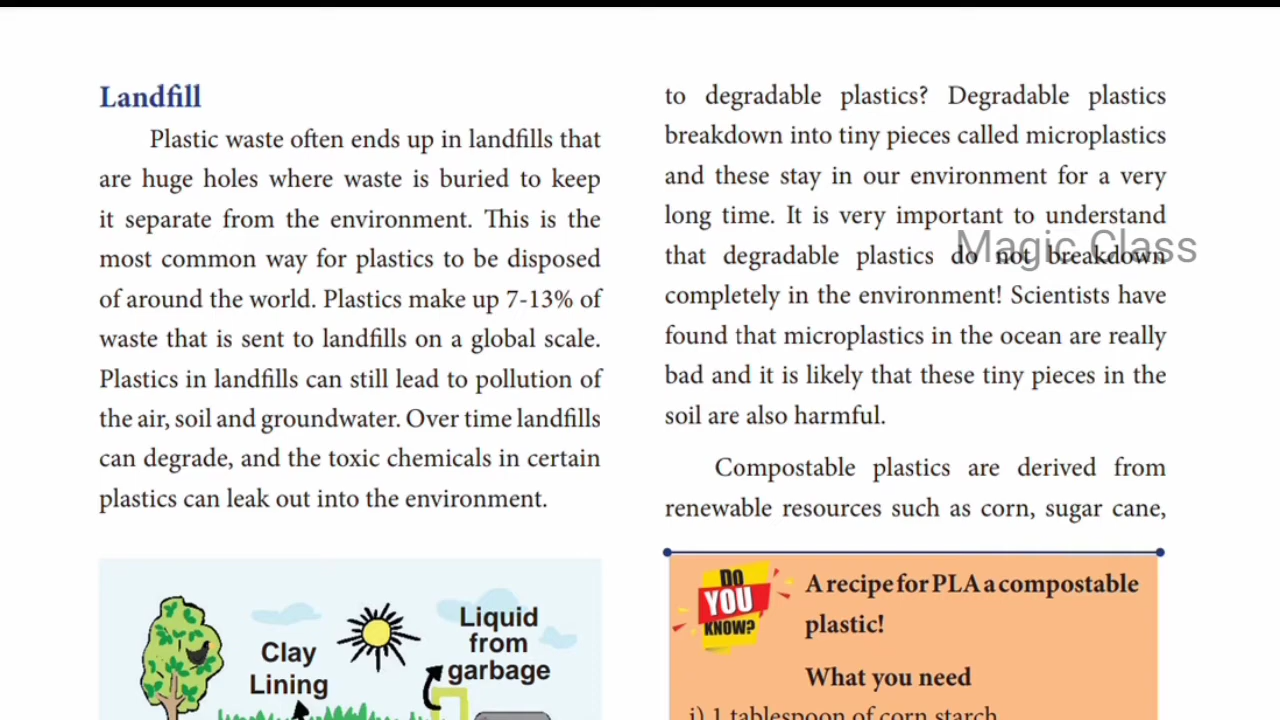 Landfill
Plastic waste often ends up in landfills that
are huge holes where waste is buried to keep
it separate from the environment. This is the
most common way for plastics to be disposed
of around the world. Plastics make up 7-13% of
waste that is sent to landfills on a global scale.
Plastics in landfills can still lead to pollution of
the air, soil and groundwater. Over time landfills
can degrade, and the toxic chemicals in certain
plastics can leak out into the environment.
Clay
Lining
Liquid
from
garbage
to degradable plastics? Degradable plastics
breakdown into tiny pieces called microplastics
and these stay in our environment for a very
long time. It is very important to understand
that degradable plastics do not breakdown
Magic Class
completely in the environment! Scientists have
found that microplastics in the ocean are really
bad and it is likely that these tiny pieces in the
soil are also harmful.
Compostable plastics are derived from
renewable resources such as corn, sugar cane,
DO
YOU
KNOW?
A recipe for PLA a compostable
plastic!
What you need
i) 1 tablespoon of corn starch